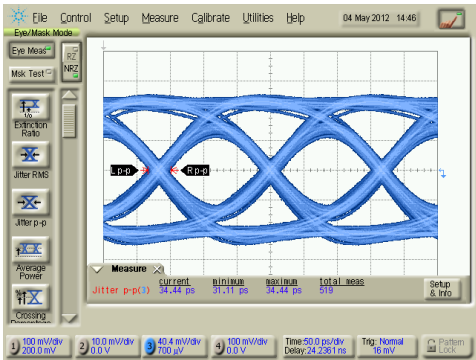 File Control Setup Measure Calibrate Utilities Help 04 May 2012 14:46
Eye/Mask Mode
Eye Meas
RZ
NRZ
Msk Test
Extinction
Ratio
Jitter RMS
Jitter p-p
Average
Power
Crossing
Percentage
L p-p R p-p
Measure
current minimum maximum total meas
Jitter p-p(3) 34.44 ps 31.11 ps 34.44 ps 519
Setup
& Info
1) 100 mV/div
200.0 mV
2) 10.0 mV/div
0.0 V
3) 40.4 mV/div
700 µV
4) 100 mV/div
0.0 V
Time:50.0 ps/div
Delay:24.2361 ns
Trig: Normal
16 mV
Pattern
Lock